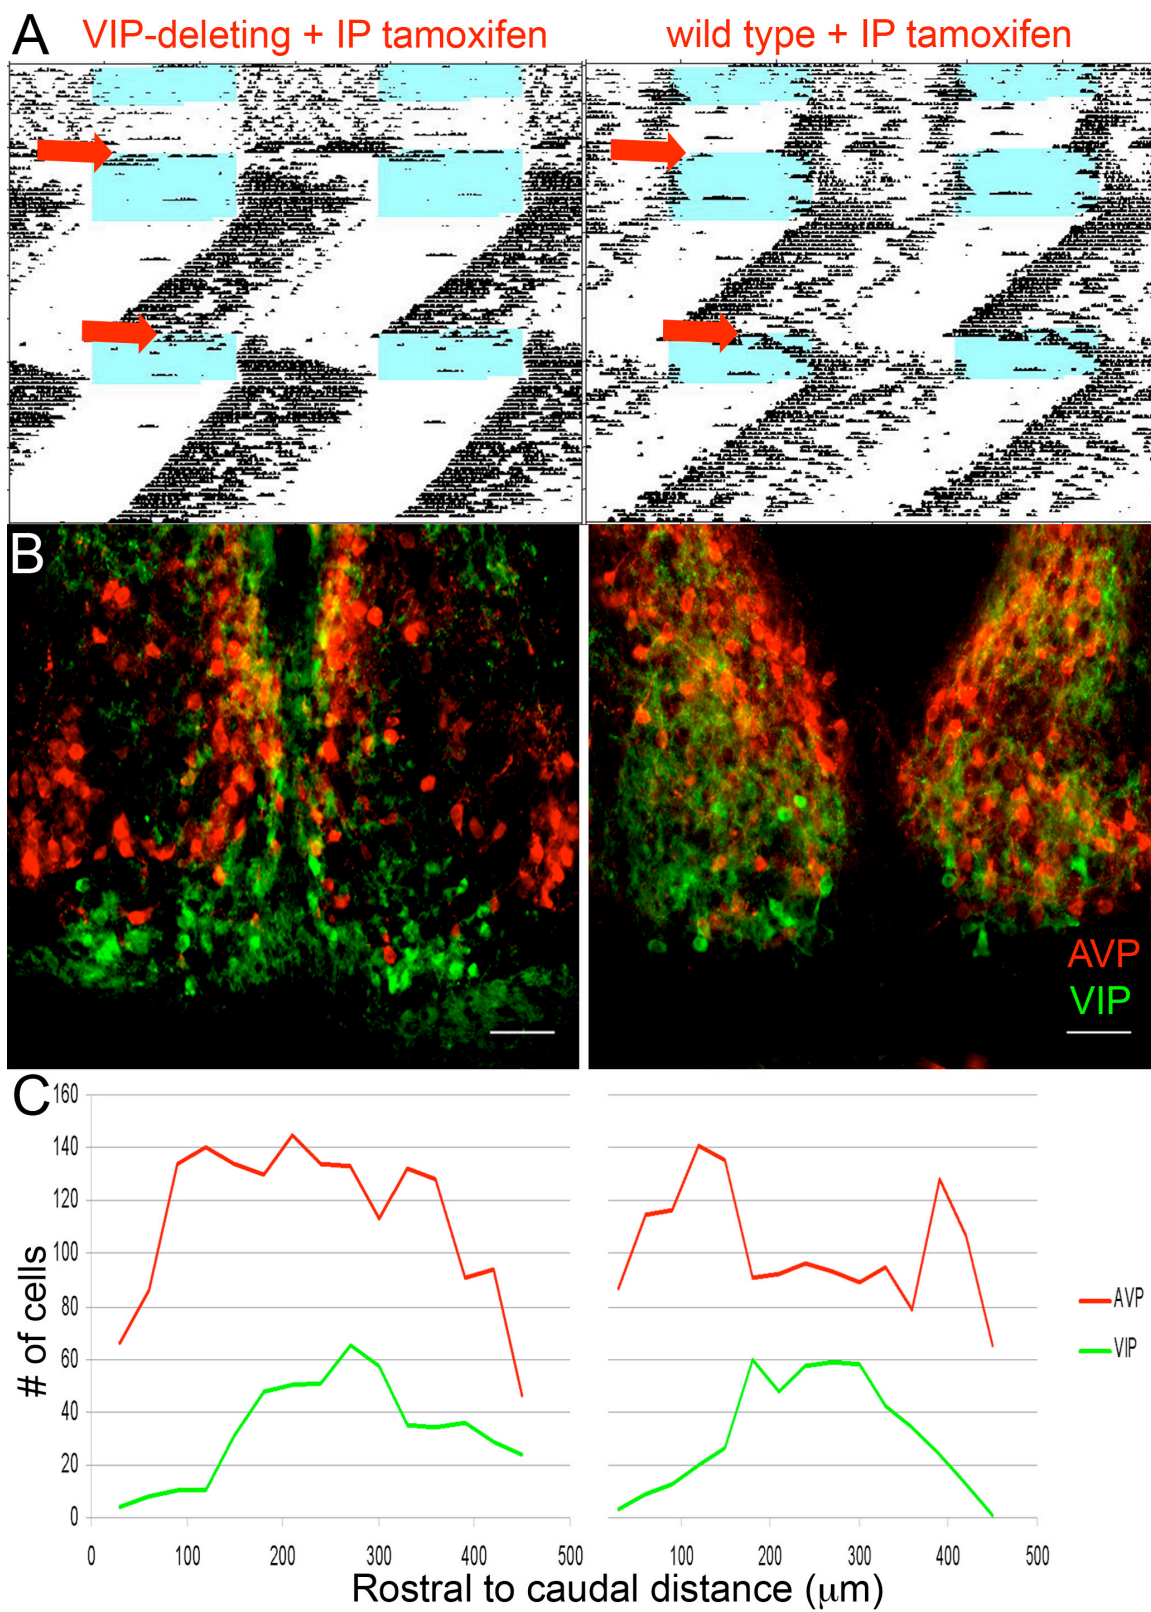 A
VIP-deleting + IP tamoxifen
wild type + IP tamoxifen
B
AVP
VIP
C
160
140
120
100
80
60
40
20
0
# of cells
0 100 200 300 400 500
100 200 300 400 500
AVP
VIP
Rostral to caudal distance (μm)